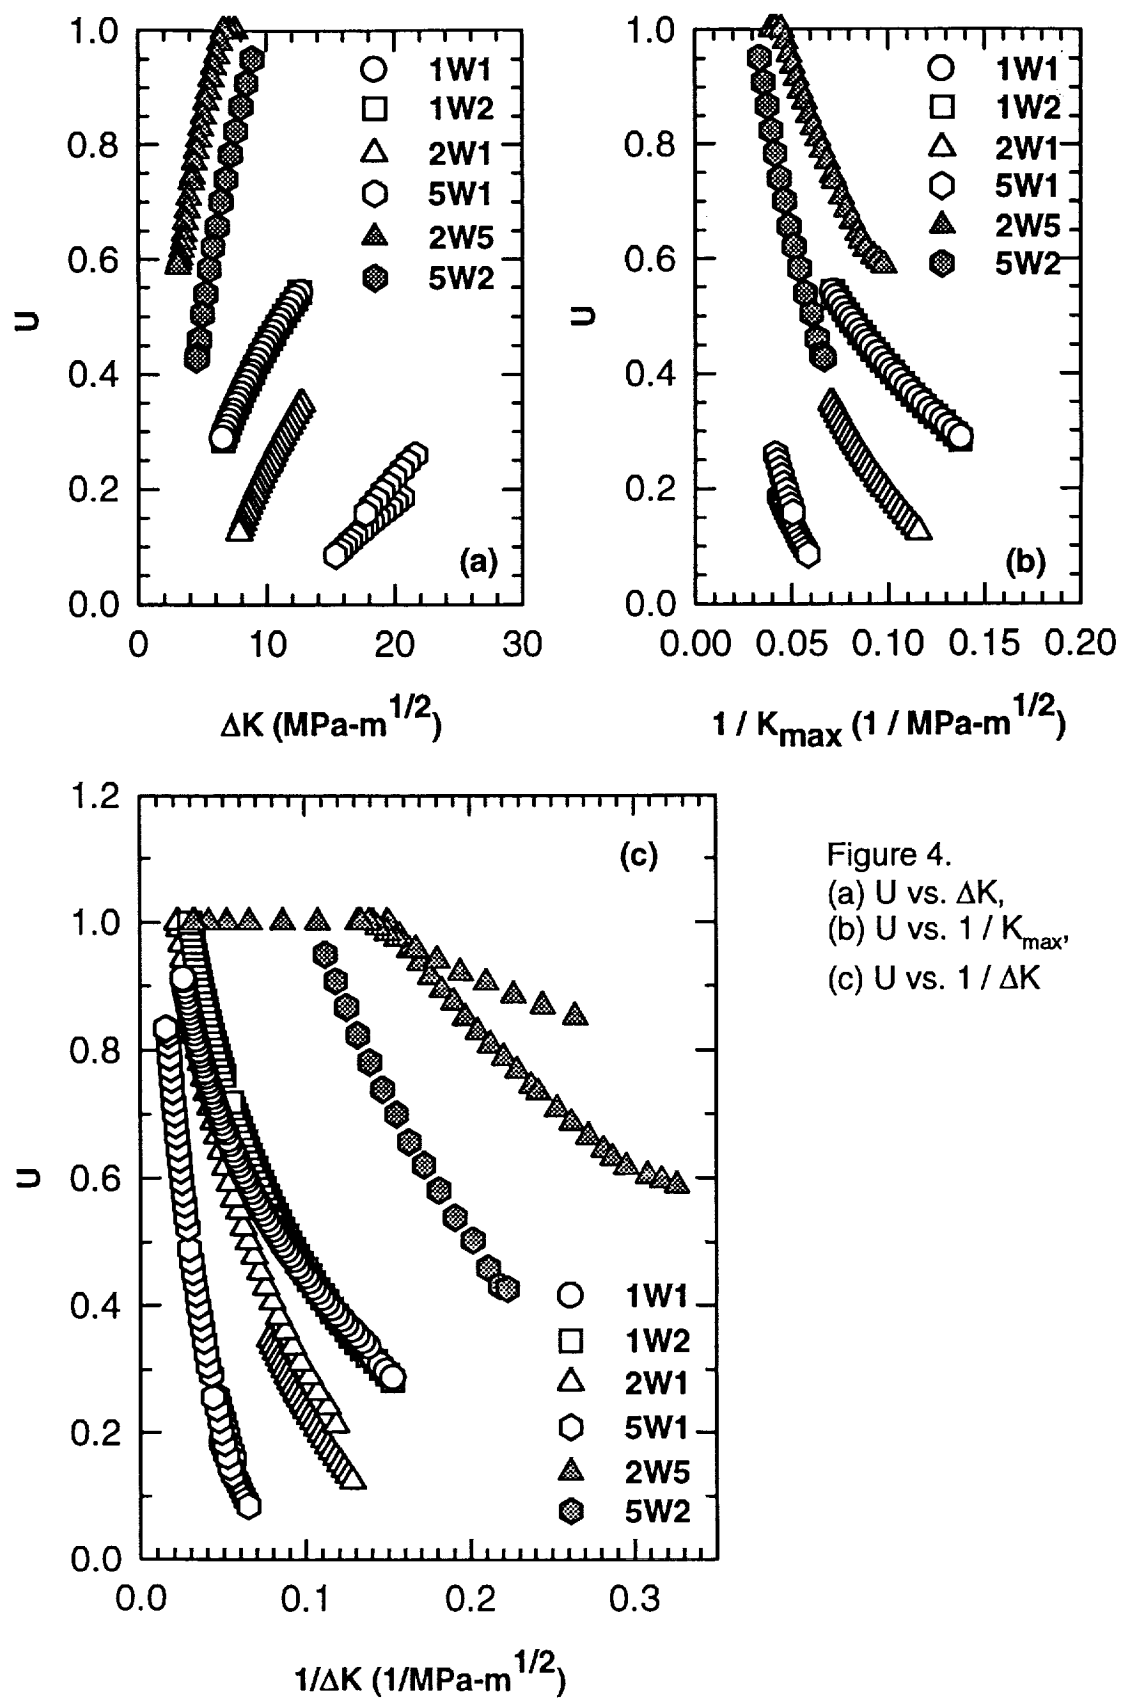 1.0
0.8
0.6
0.4
0.2
0.0
U
1W1
1W2
2W1
5W1
2W5
5W2
(a)
0 10 20 30
ΔK (MPa-m^1/2)
1.0
0.8
0.6
0.4
0.2
0.0
U
1W1
1W2
2W1
5W1
2W5
5W2
(b)
0.00 0.05 0.10 0.15 0.20
1 / Kmax (1 / MPa-m^1/2)
1.2
1.0
0.8
0.6
0.4
0.2
0.0
U
(c)
1W1
1W2
2W1
5W1
2W5
5W2
0.0 0.1 0.2 0.3
1/ΔK (1/MPa-m^1/2)
Figure 4.
(a) U vs. ΔK,
(b) U vs. 1 / Kmax,
(c) U vs. 1 / ΔK